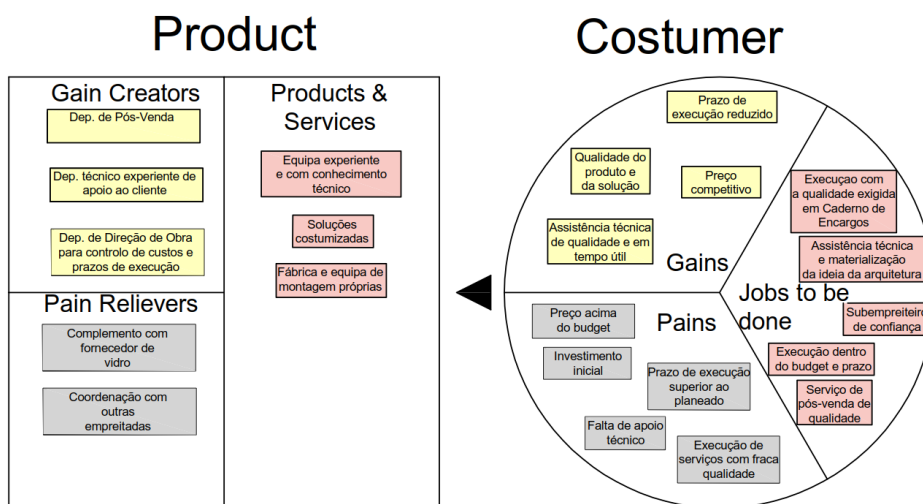 Product
Costumer
Gain Creators
Dep. de Pós-Venda
Dep. técnico experiente de
apoio ao cliente
Dep. de Direção de Obra
para controlo de custos e
prazos de execução
Pain Relievers
Complemento com
fornecedor de
vidro
Coordenação com
outras
empreitadas
Products &
Services
Equipa experiente
e com conhecimento
técnico
Soluções
costumizadas
Fábrica e equipa de
montagem próprias
Prazo de
execução reduzido
Qualidade do
produto e
da solução
Preço
competitivo
Assistência técnica
de qualidade e em
tempo útil
Gains
Pains
Preço acima
do budget
Investimento
inicial
Prazo de execução
superior ao
planeado
Falta de apoio
técnico
Execução de
serviços com fraca
qualidade
Execuçao com
a qualidade exigida
em Caderno de
Encargos
Assistência técnica
e materialização
da ideia da arquitetura
Jobs to be
done
Subempreiteiro
de confiança
Execução dentro
do budget e prazo
Serviço de
pós-venda de
qualidade